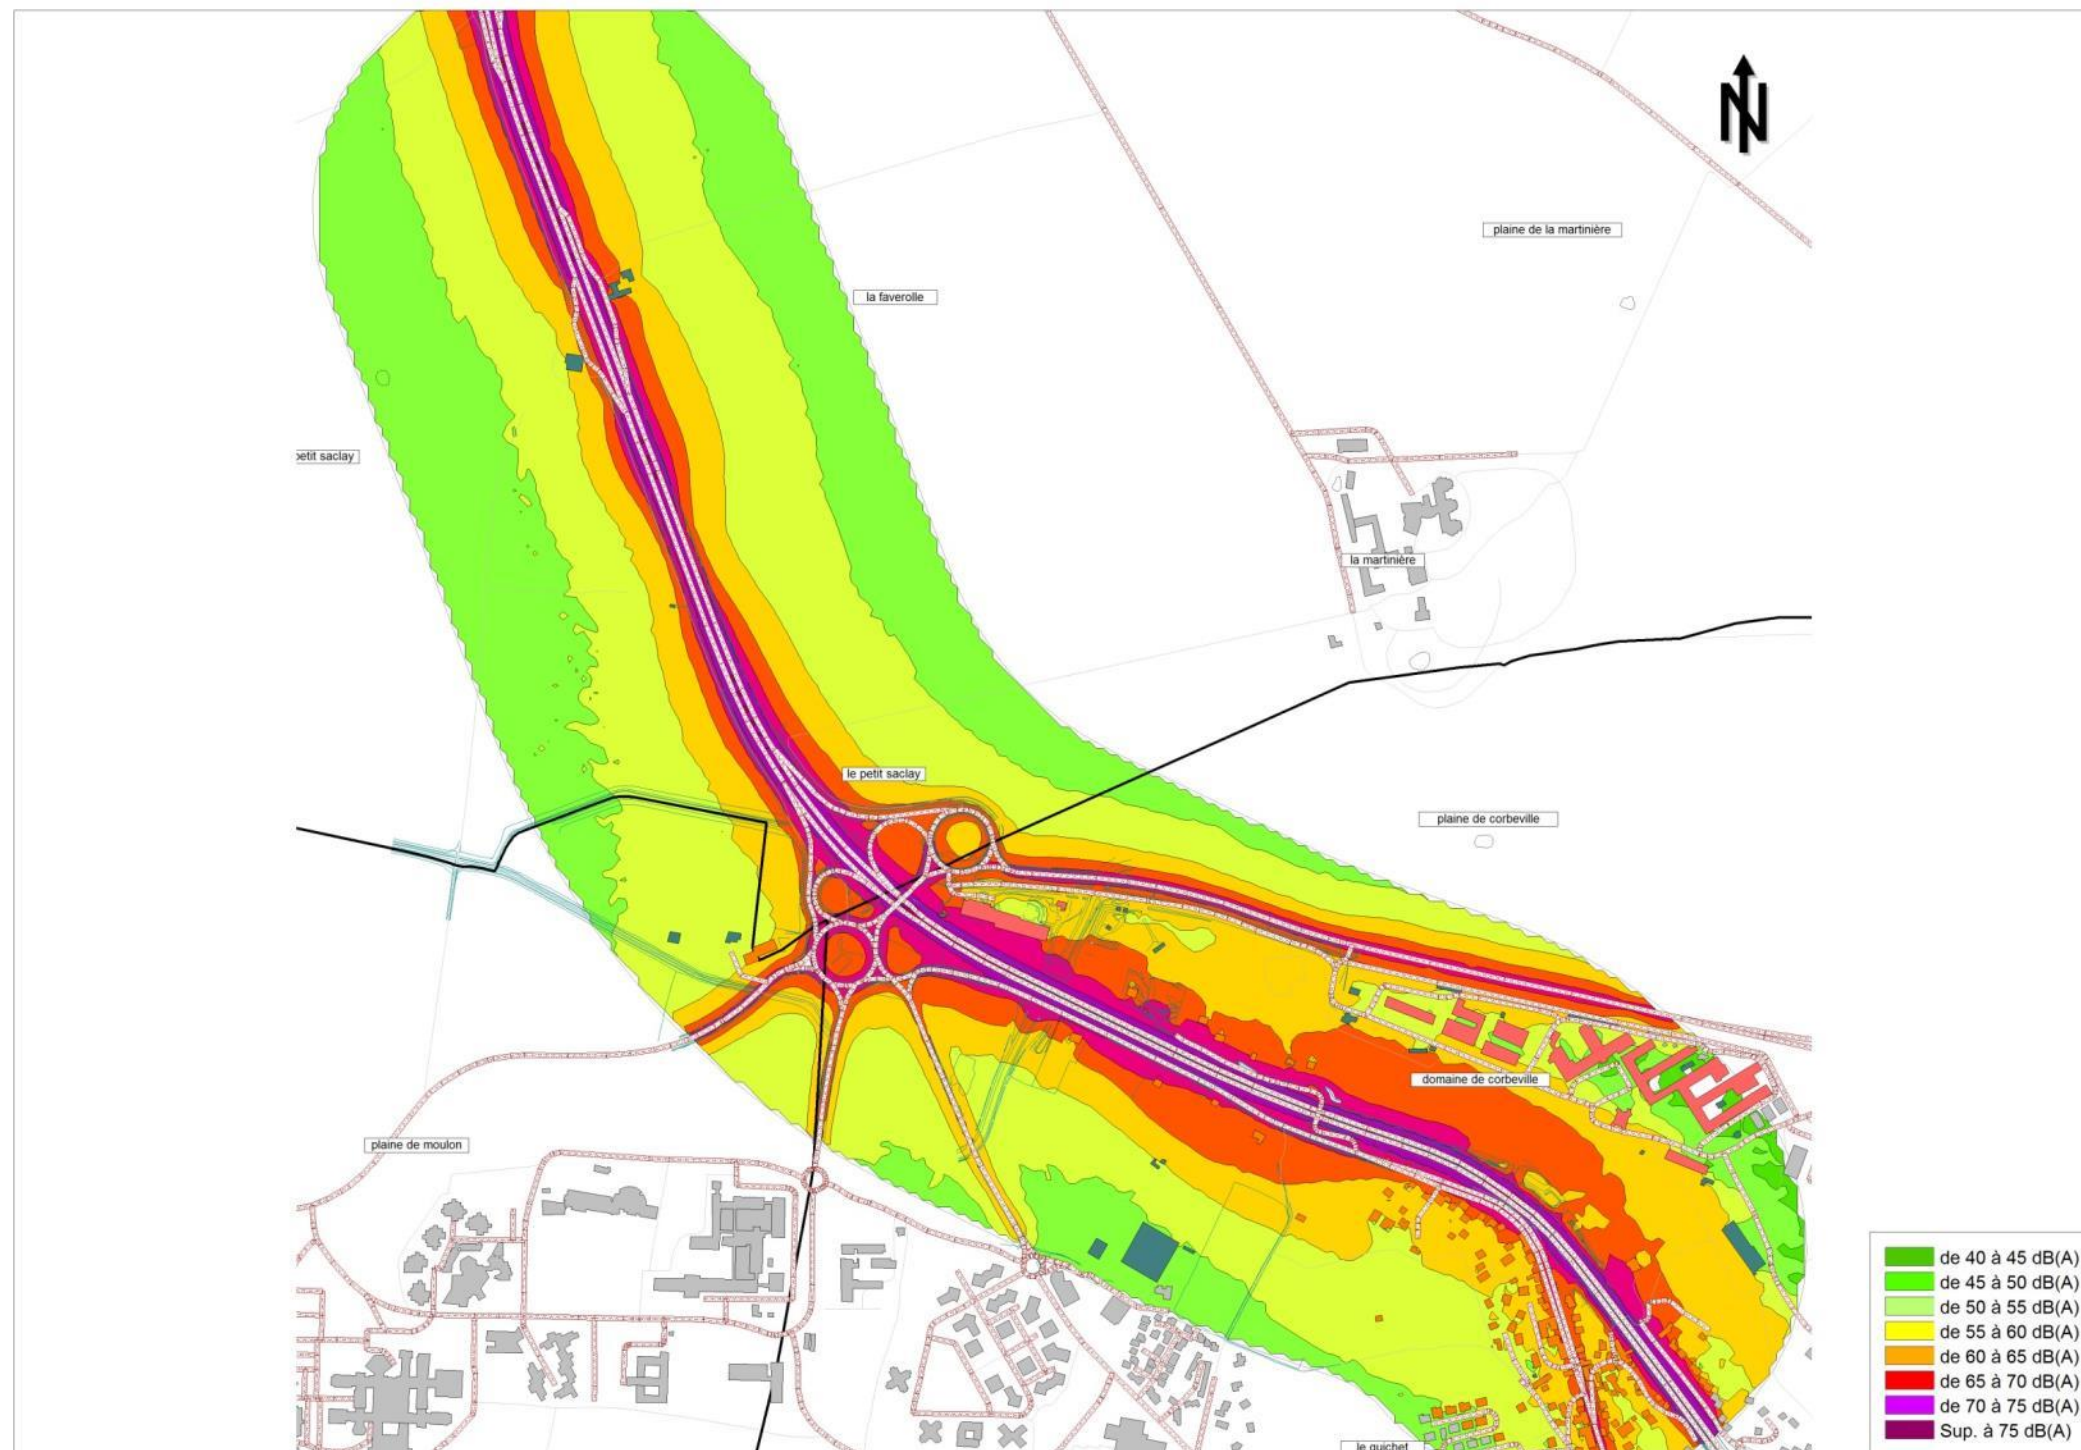 N
plaine de la martinière
la faverolle
petit saclay
la martinière
le petit saclay
plaine de corbeville
domaine de corbeville
plaine de moulon
le guichet
de 40 à 45 dB(A)
de 45 à 50 dB(A)
de 50 à 55 dB(A)
de 55 à 60 dB(A)
de 60 à 65 dB(A)
de 65 à 70 dB(A)
de 70 à 75 dB(A)
Sup. à 75 dB(A)